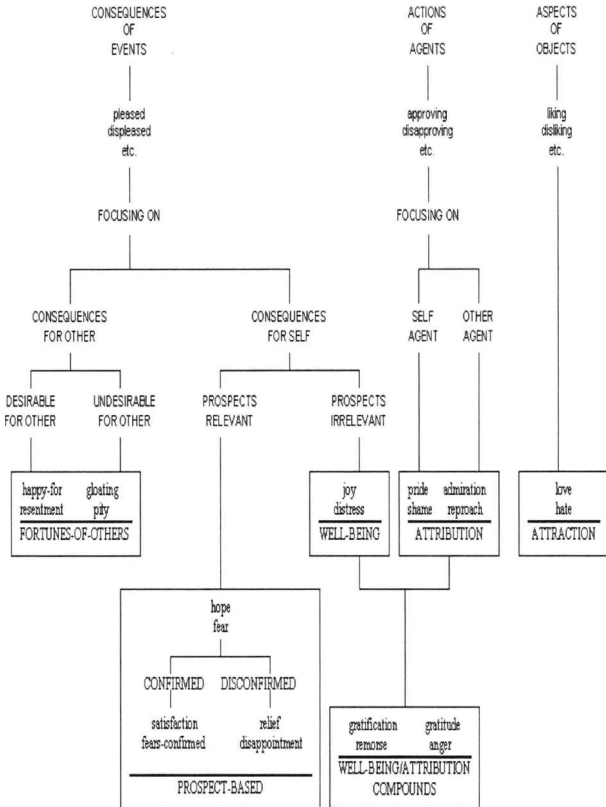 CONSEQUENCES
OF
EVENTS
ACTIONS
OF
AGENTS
ASPECTS
OF
OBJECTS
pleased
displeased
etc.
approving
disapproving
etc.
liking
disliking
etc.
FOCUSING ON
FOCUSING ON
CONSEQUENCES
FOR OTHER
CONSEQUENCES
FOR SELF
SELF
AGENT
OTHER
AGENT
DESIRABLE
FOR OTHER
UNDESIRABLE
FOR OTHER
PROSPECTS
RELEVANT
PROSPECTS
IRRELEVANT
happy-for gloating
resentment pity
FORTUNES-OF-OTHERS
joy
distress
WELL-BEING
pride admiration
shame reproach
ATTRIBUTION
love
hate
ATTRACTION
hope
fear
CONFIRMED DISCONFIRMED
satisfaction relief
fears-confirmed disappointment
PROSPECT-BASED
gratification gratitude
remorse anger
WELL-BEING/ATTRIBUTION
COMPOUNDS